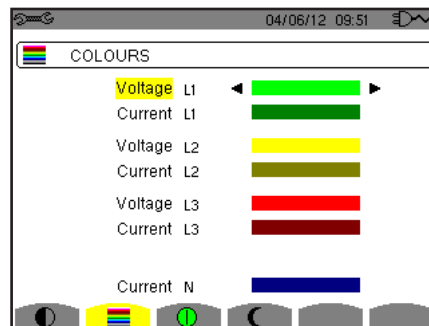 04/06/12 09:51
COLOURS
Voltage L1
Current L1
Voltage L2
Current L2
Voltage L3
Current L3
Current N